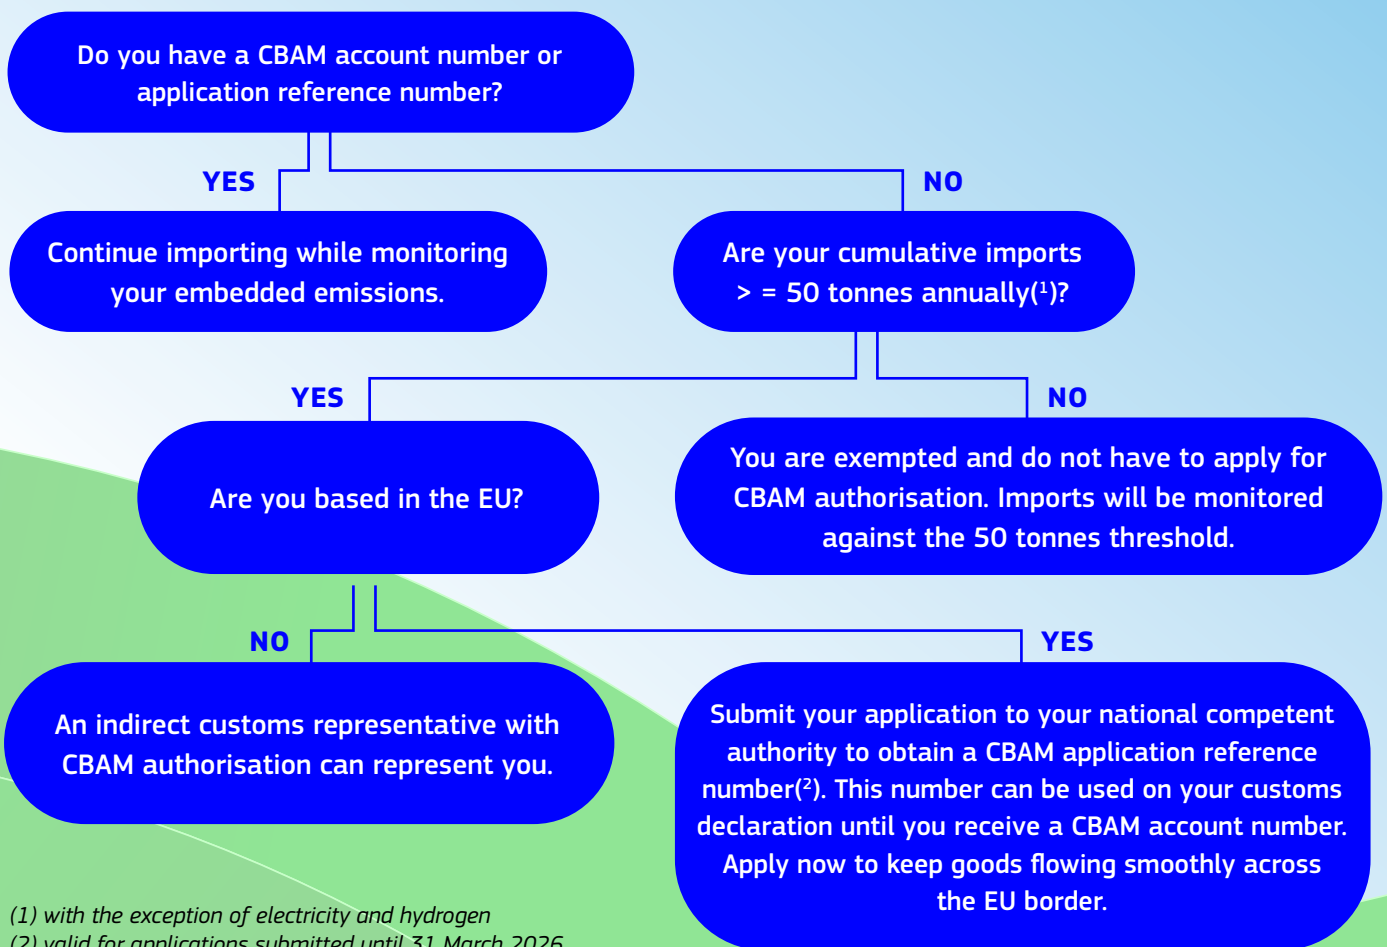 Do you have a CBAM account number or
application reference number?
YES
NO
Continue importing while monitoring
your embedded emissions.
Are your cumulative imports
> = 50 tonnes annually(¹)?
YES
NO
Are you based in the EU?
You are exempted and do not have to apply for
CBAM authorisation. Imports will be monitored
against the 50 tonnes threshold.
NO
YES
An indirect customs representative with
CBAM authorisation can represent you.
Submit your application to your national competent
authority to obtain a CBAM application reference
number(²). This number can be used on your customs
declaration until you receive a CBAM account number.
Apply now to keep goods flowing smoothly across
the EU border.
(1) with the exception of electricity and hydrogen
(2) valid for applications submitted until 31 March 2026